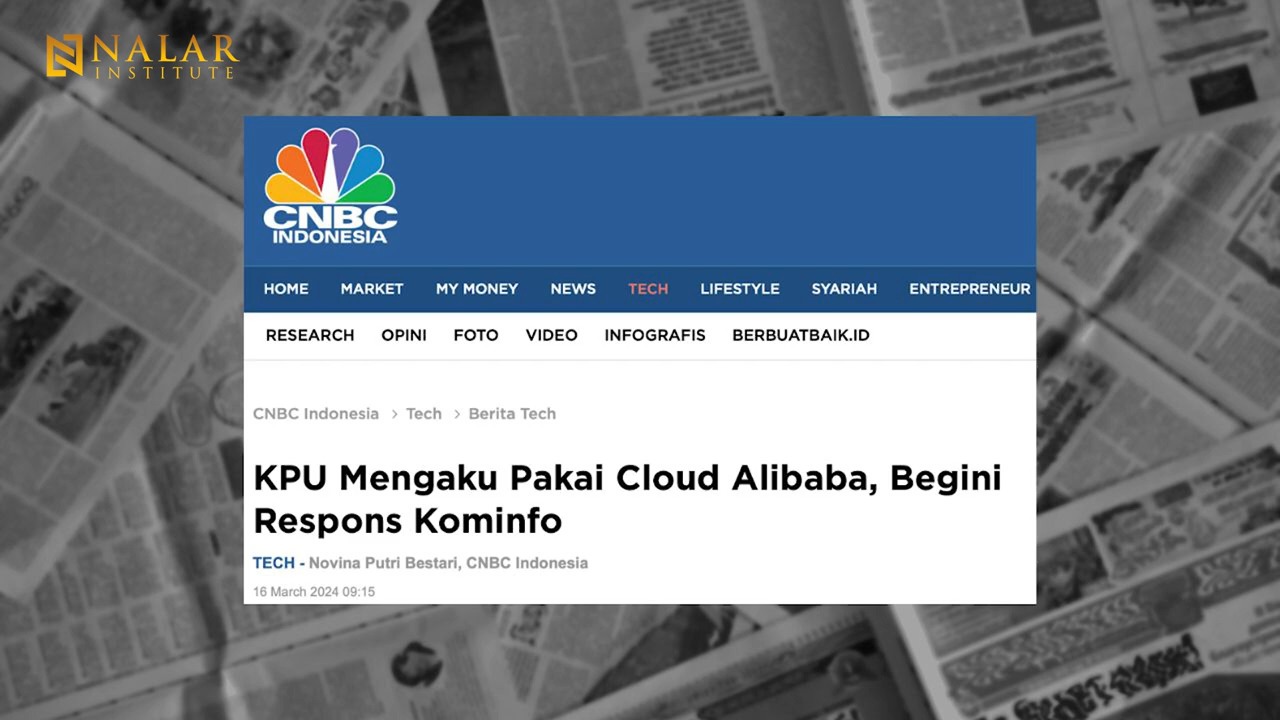 NALAR
INSTITUTE
CNBC
INDONESIA
HOME MARKET MY MONEY NEWS TECH LIFESTYLE SYARIAH ENTREPRENEUR
RESEARCH OPINI FOTO VIDEO INFOGRAFIS BERBUATBAIK.ID
CNBC Indonesia > Tech > Berita Tech
KPU Mengaku Pakai Cloud Alibaba, Begini
Respons Kominfo
TECH - Novina Putri Bestari, CNBC Indonesia
16 March 2024 09:15